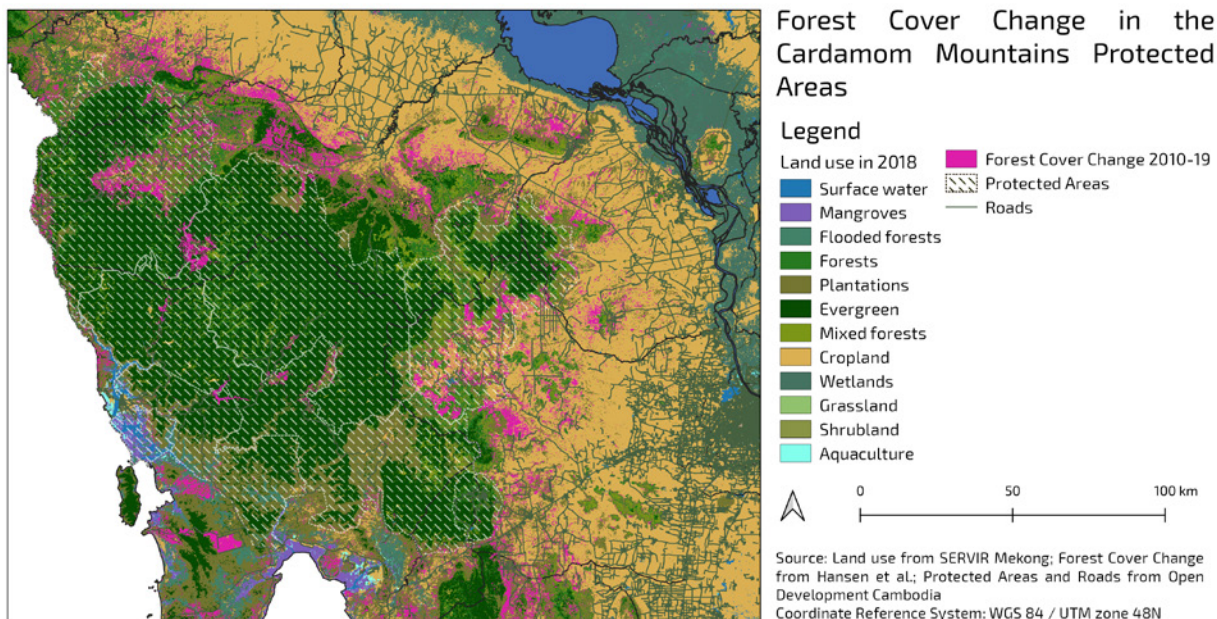 Forest Cover Change in the
Cardamom Mountains Protected
Areas
Legend
Land use in 2018
Surface water
Mangroves
Flooded forests
Forests
Plantations
Evergreen
Mixed forests
Cropland
Wetlands
Grassland
Shrubland
Aquaculture
Forest Cover Change 2010-19
Protected Areas
Roads
0 50 100 km
Source: Land use from SERVIR Mekong; Forest Cover Change
from Hansen et al.; Protected Areas and Roads from Open
Development Cambodia
Coordinate Reference System: WGS 84 / UTM zone 48N